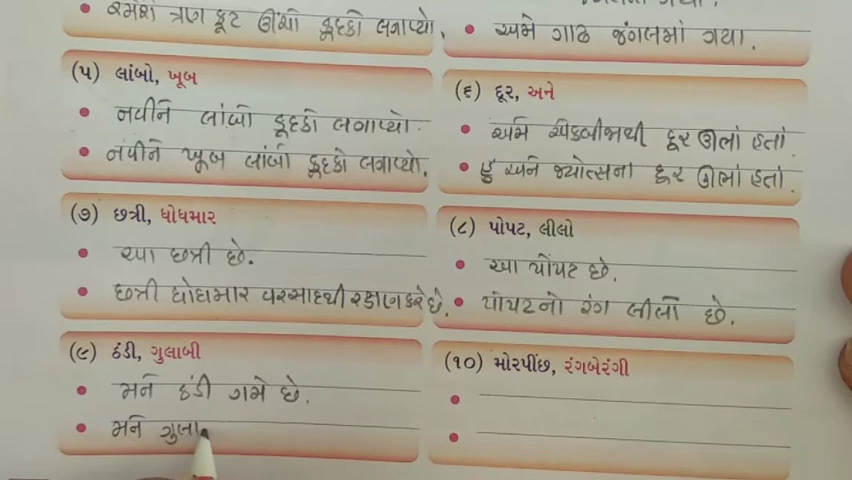 રમેશે ત્રણ ફૂટ ઊંચો કૂદકો લગાવ્યો.
અમે ગાઢ જંગલમાં ગયા.
(૫) લાંબો, ખૂબ
નવીને લાંબો કૂદકો લગાવ્યો.
નવીને ખૂબ લાંબો કૂદકો લગાવ્યો.
(૬) દૂર, અને
અમે એકબીજાથી દૂર ઊભાં હતાં.
હું અને જ્યોત્સના દૂર ઊભાં હતાં.
(૭) છત્રી, ધોધમાર
આ છત્રી છે.
છત્રી ધોધમાર વરસાદથી રક્ષણ કરે છે.
(૮) પોપટ, લીલો
આ પોપટ છે.
પોપટનો રંગ લીલો છે.
(૯) ઠંડી, ગુલાબી
મને ઠંડી ગમે છે.
મને ગુલા
(૧૦) મોરપીંછ, રંગબેરંગી